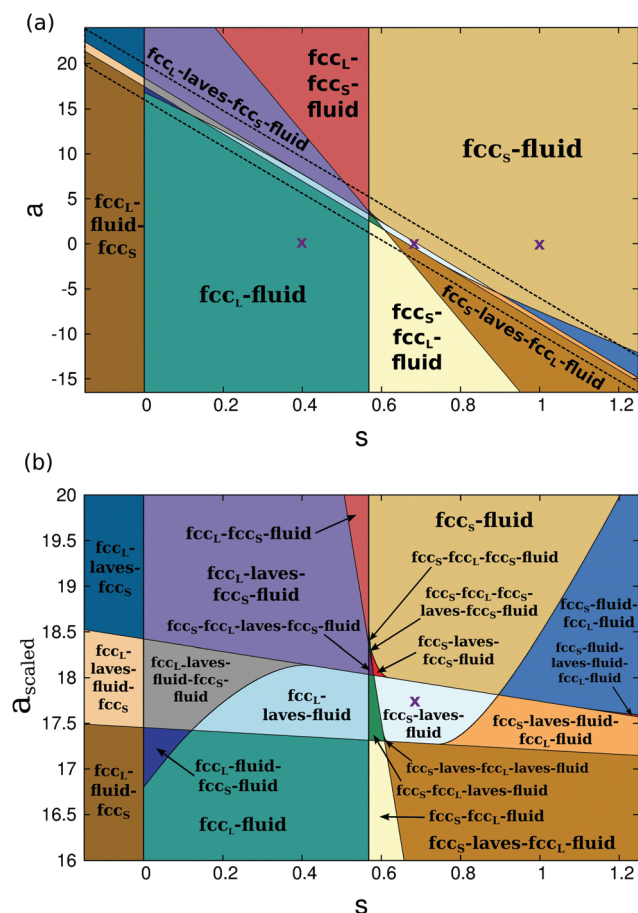 (a)
20
15
10
5
0
-5
-10
-15
a
fccL-laves-fccS-fluid
fccL-
fccS-
fluid
fccS-fluid
fccL-
fluid-
fccS
x x x
fccL-fluid
fccS-
fccL-
fluid
fccS-laves-fccL-fluid
0 0.2 0.4 0.6 0.8 1 1.2
s
(b)
20
19.5
19
18.5
18
17.5
17
16.5
16
ascaled
fccL-
laves-
fccS
fccL-fccS-fluid
fccL-laves-
fccS-fluid
fccS-fccL-laves-fccS-fluid
fccS-fluid
fccS-fccL-fccS-fluid
fccS-fccL-fccS-
laves-fccS-fluid
fccS-laves-
fccS-fluid
fccS-fluid-
fccL-fluid
fccS-fluid-
laves-fluid-
fccL-fluid
fccL-
laves-
fluid-
fccS
fccL-laves-
fluid-fccS-
fluid
fccL-
laves-fluid
x
fccS-laves-
fluid
fccS-laves-fluid-
fccL-fluid
fccL-
fluid-
fccS
fccL-fluid-
fccS-fluid
fccL-fluid
fccS-laves-fccL-laves-fluid
fccS-fccL-laves-fluid
fccS-fccL-fluid
fccS-laves-fccL-fluid
0 0.2 0.4 0.6 0.8 1 1.2
s